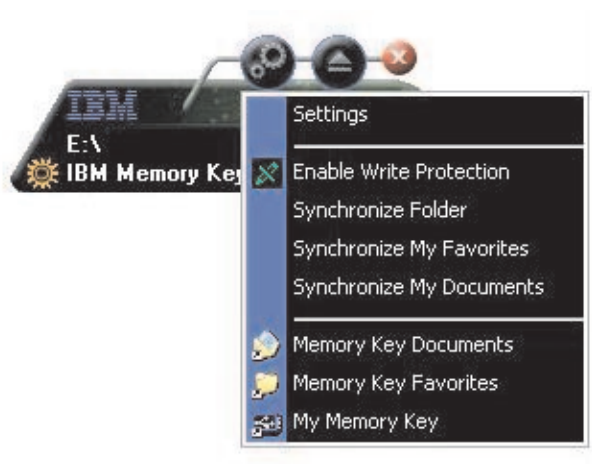 IBM
E:\
IBM Memory Key
Settings
Enable Write Protection
Synchronize Folder
Synchronize My Favorites
Synchronize My Documents
Memory Key Documents
Memory Key Favorites
My Memory Key